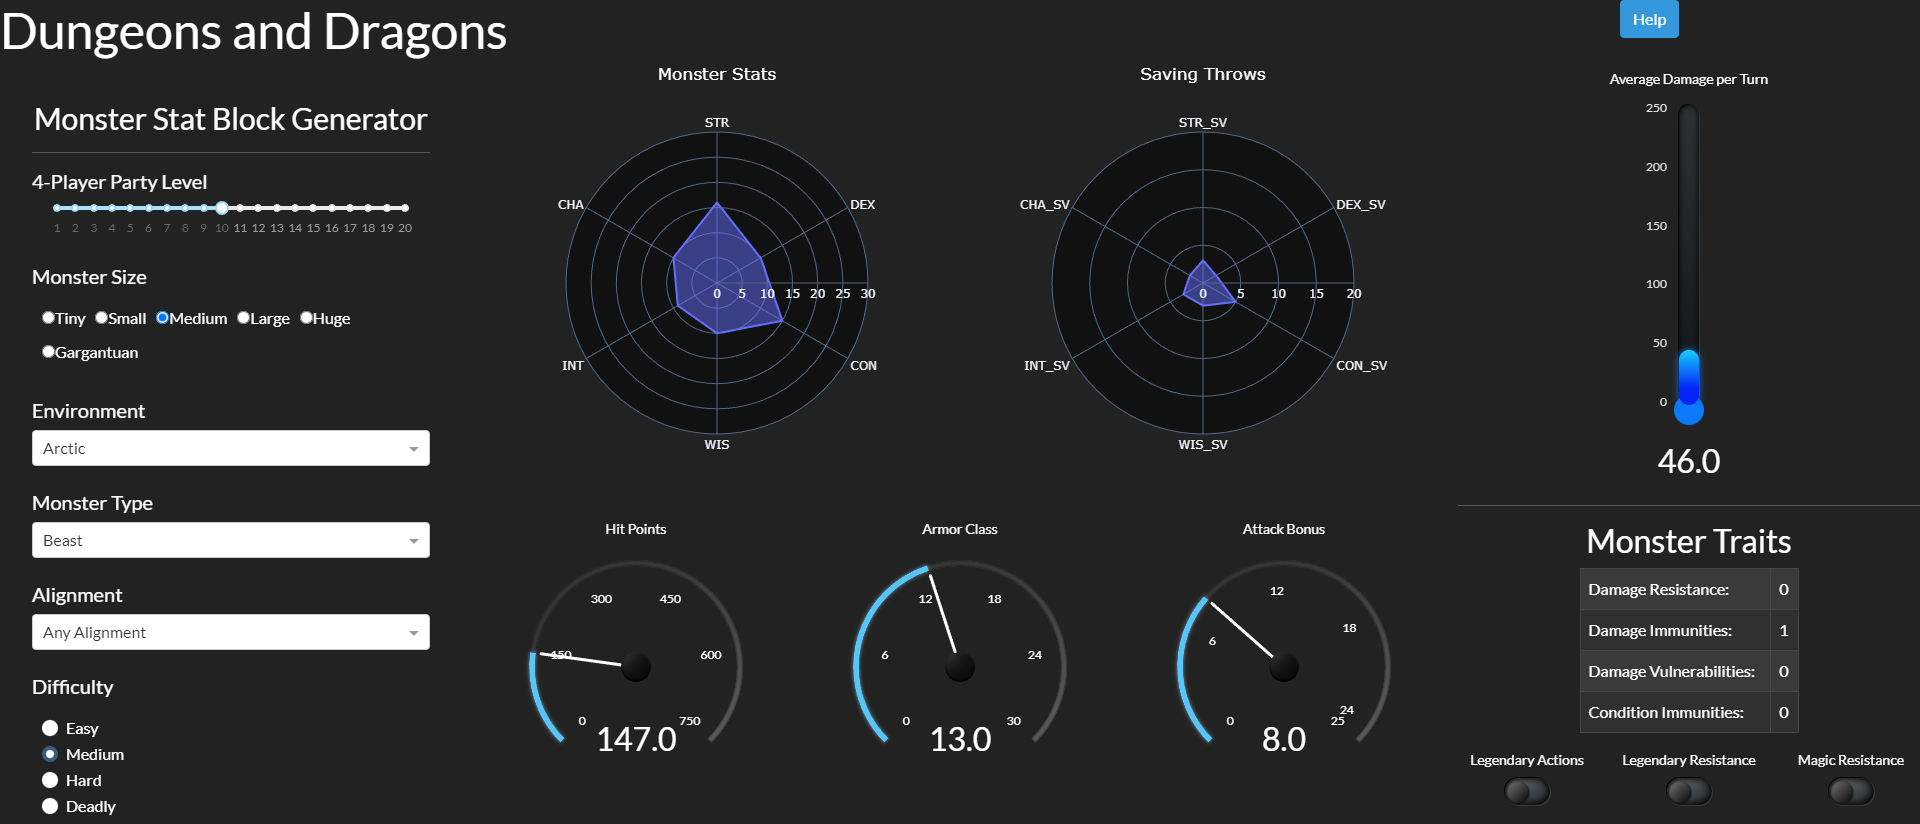 Dungeons and Dragons
Help
Monster Stat Block Generator
4-Player Party Level
1 2 3 4 5 6 7 8 9 10 11 12 13 14 15 16 17 18 19 20
Monster Size
Tiny Small Medium Large Huge
Gargantuan
Environment
Arctic
Monster Type
Beast
Alignment
Any Alignment
Difficulty
Easy
Medium
Hard
Deadly
Monster Stats
STR
CHA DEX
0 5 10 15 20 25 30
INT CON
WIS
Saving Throws
STR_SV
CHA_SV DEX_SV
0 5 10 15 20
INT_SV CON_SV
WIS_SV
Average Damage per Turn
250
200
150
100
50
0
46.0
Hit Points
300 450
150 600
0 750
147.0
Armor Class
12 18
6 24
0 30
13.0
Attack Bonus
12
6 18
24
0 25
8.0
Monster Traits
Damage Resistance: 0
Damage Immunities: 1
Damage Vulnerabilities: 0
Condition Immunities: 0
Legendary Actions Legendary Resistance Magic Resistance